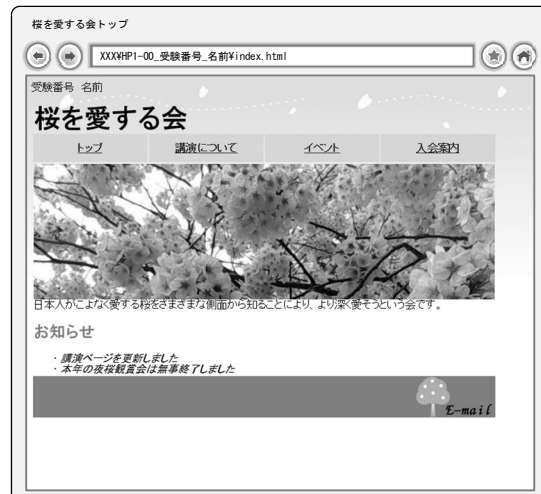 桜を愛する会トップ
XXX¥HP1-00_受験番号_名前¥index.html
受験番号 名前
桜を愛する会
トップ 講演について イベント 入会案内
日本人がこよなく愛する桜をさまざまな側面から知ることにより、より深く愛そうという会です。
お知らせ
・講演ページを更新しました
・本年の夜桜観賞会は無事終了しました
E-mail